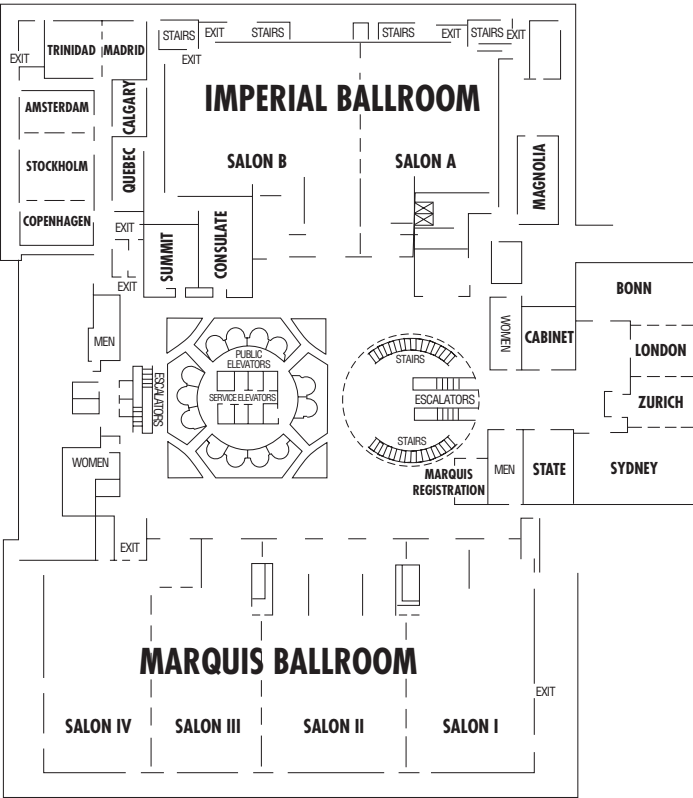 STAIRS
EXIT
STAIRS
STAIRS
EXIT
STAIRS
EXIT
TRINIDAD
MADRID
EXIT
EXIT
IMPERIAL BALLROOM
AMSTERDAM
CALGARY
STOCKHOLM
QUEBEC
SALON B
SALON A
MAGNOLIA
COPENHAGEN
EXIT
SUMMIT
CONSULATE
EXIT
BONN
MEN
WOMEN
CABINET
LONDON
PUBLIC
ELEVATORS
STAIRS
ESCALATORS
SERVICE ELEVATORS
ESCALATORS
ZURICH
STAIRS
WOMEN
MARQUIS
REGISTRATION
MEN
STATE
SYDNEY
EXIT
MARQUIS BALLROOM
EXIT
SALON IV
SALON III
SALON II
SALON I